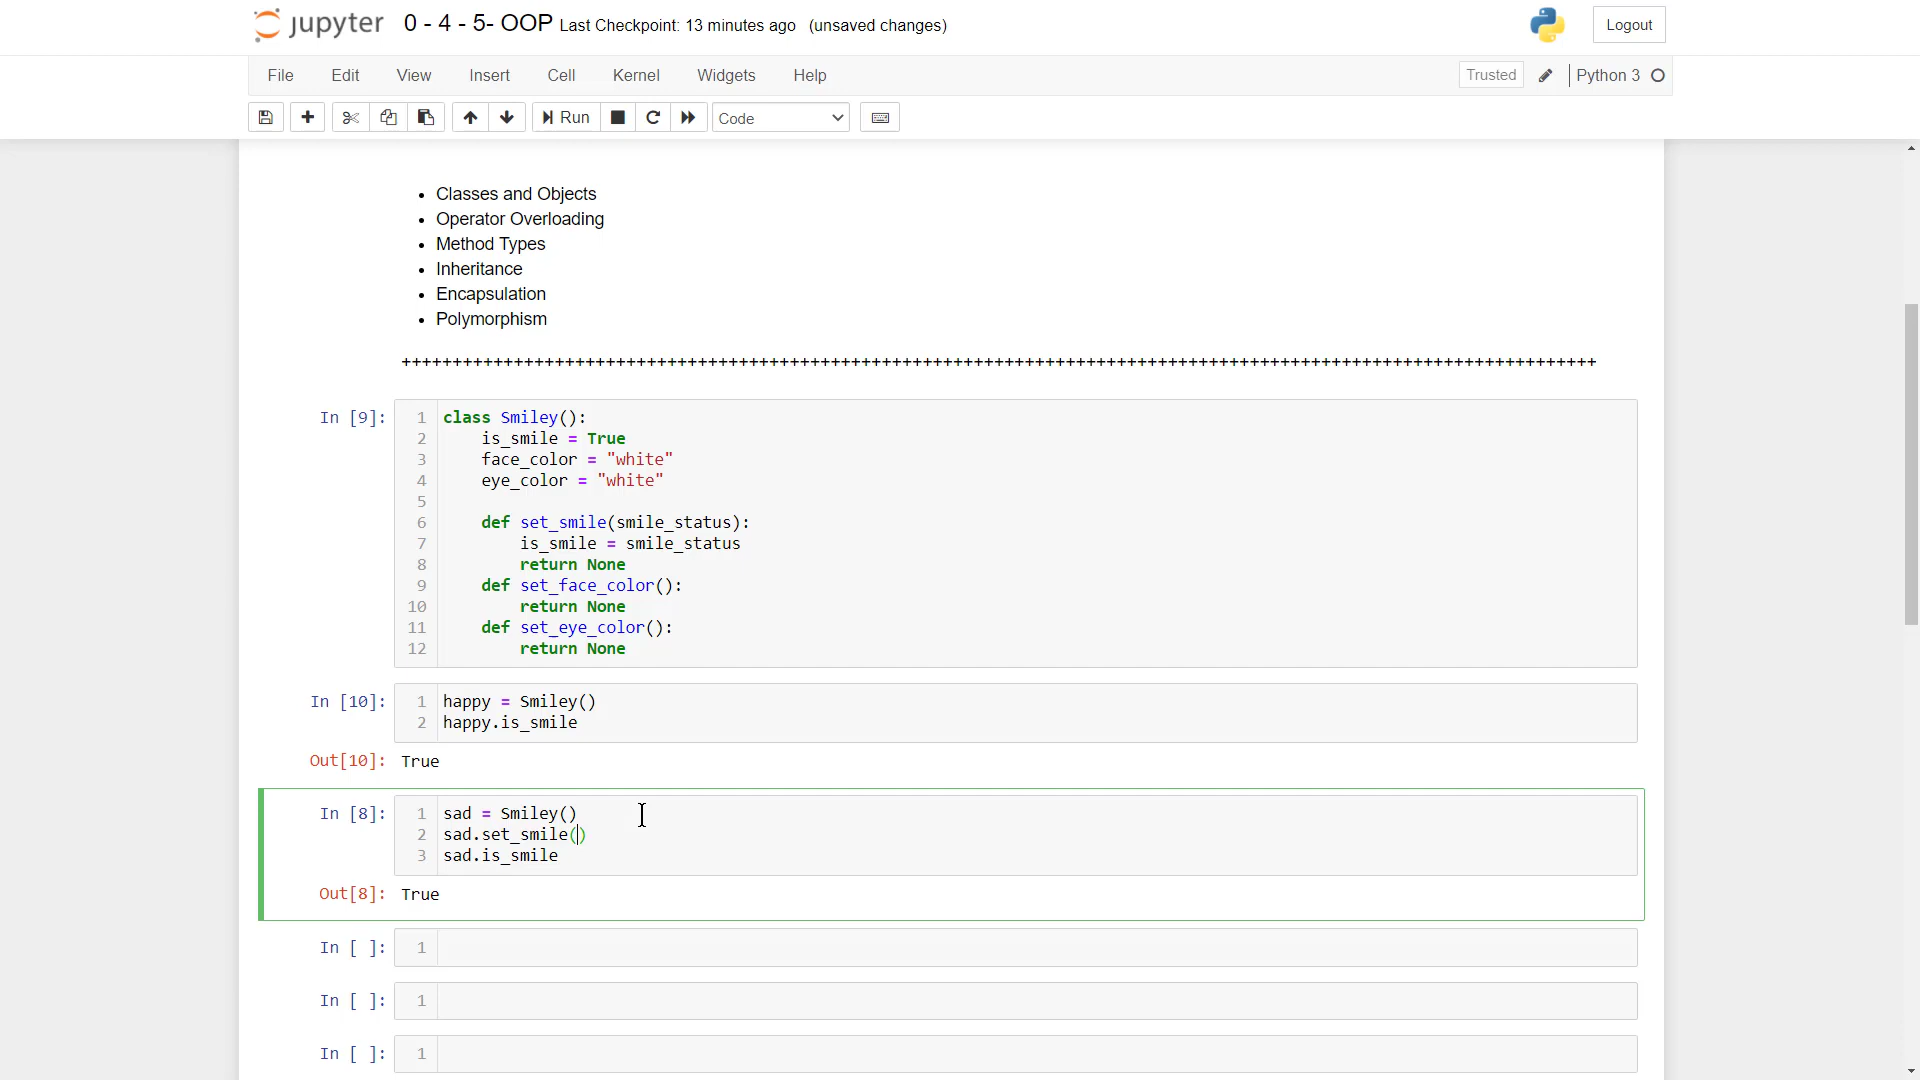 jupyter 0 - 4 - 5- OOP Last Checkpoint: 13 minutes ago (unsaved changes) Logout
File Edit View Insert Cell Kernel Widgets Help Trusted Python 3
Run Code
Classes and Objects
Operator Overloading
Method Types
Inheritance
Encapsulation
Polymorphism
In [9]:
1 class Smiley():
2     is_smile = True
3     face_color = "white"
4     eye_color = "white"
5
6     def set_smile(smile_status):
7         is_smile = smile_status
8         return None
9     def set_face_color():
10         return None
11     def set_eye_color():
12         return None
In [10]:
1 happy = Smiley()
2 happy.is_smile
Out[10]: True
In [8]:
1 sad = Smiley()
2 sad.set_smile()
3 sad.is_smile
Out[8]: True
In [ ]: 1
In [ ]: 1
In [ ]: 1